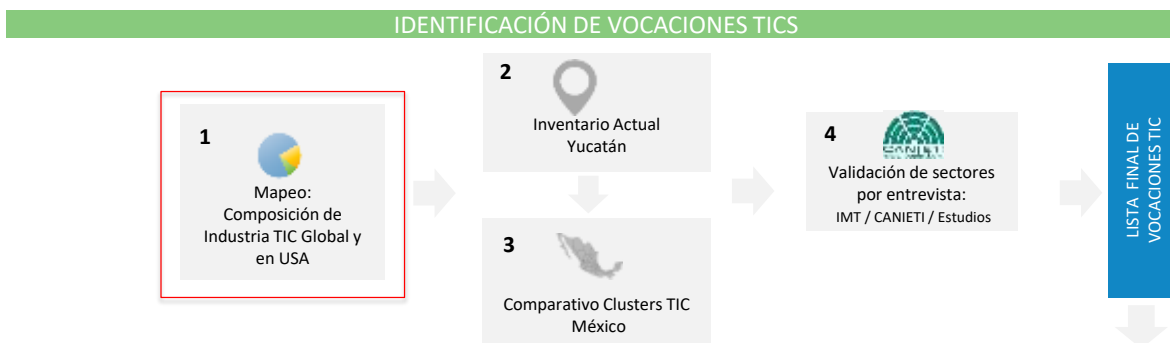 IDENTIFICACIÓN DE VOCACIONES TICS
1
Mapeo:
Composición de
Industria TIC Global y
en USA
2
Inventario Actual
Yucatán
3
Comparativo Clusters TIC
México
4
CANIETI
Validación de sectores
por entrevista:
IMT / CANIETI / Estudios
LISTA FINAL DE
VOCACIONES TIC